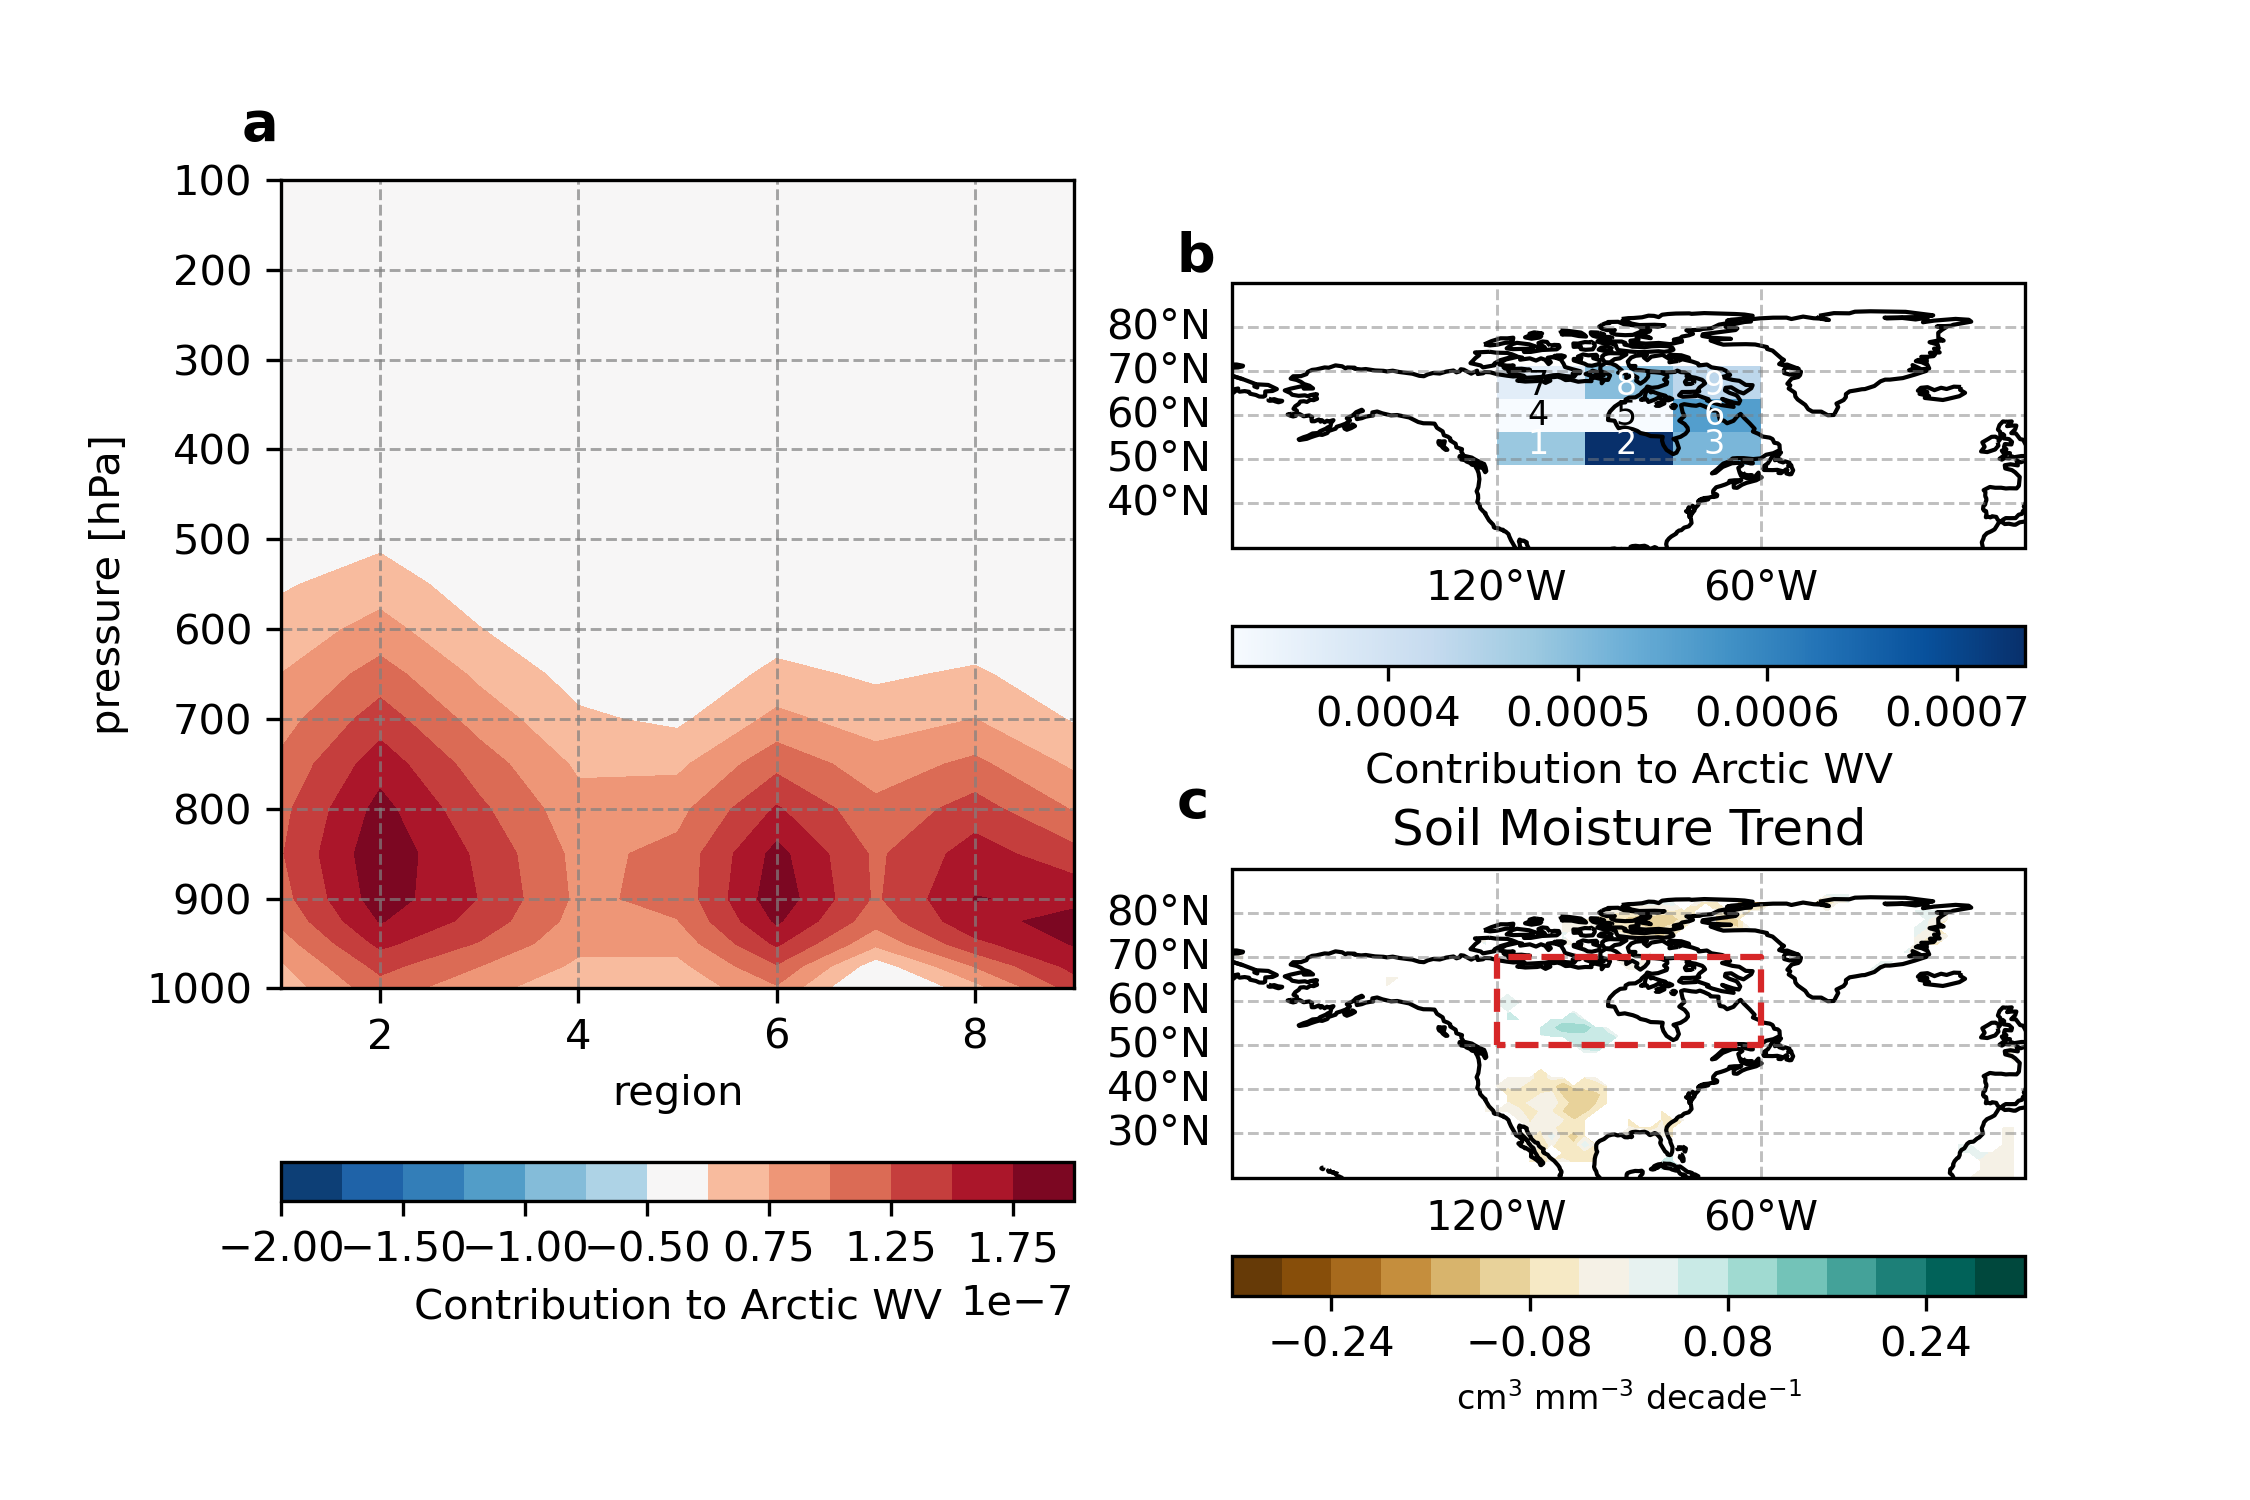 a
100
200
300
400
500
600
700
800
900
1000
pressure [hPa]
2 4 6 8
region
−2.00 −1.50 −1.00 −0.50 0.75 1.25 1.75
Contribution to Arctic WV 1e−7
b
80°N
70°N
60°N
50°N
40°N
7 8 9
4 5 6
1 2 3
120°W 60°W
0.0004 0.0005 0.0006 0.0007
Contribution to Arctic WV
c
Soil Moisture Trend
80°N
70°N
60°N
50°N
40°N
30°N
120°W 60°W
−0.24 −0.08 0.08 0.24
cm³ mm⁻³ decade⁻¹